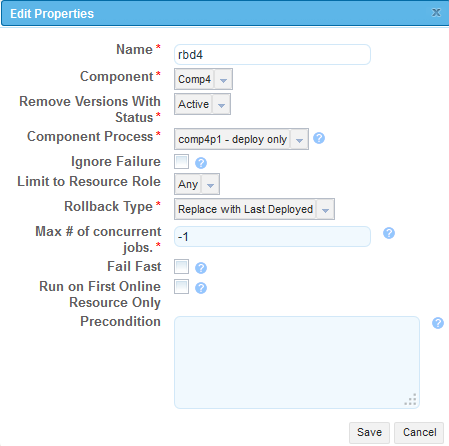 Edit Properties x
Name * rbd4
Component * Comp4
Remove Versions With
Status * Active
Component Process * comp4p1 - deploy only ?
Ignore Failure ?
Limit to Resource Role Any
Rollback Type * Replace with Last Deployed
Max # of concurrent
jobs. * -1 ?
Fail Fast ?
Run on First Online ?
Resource Only
Precondition ?
Save Cancel